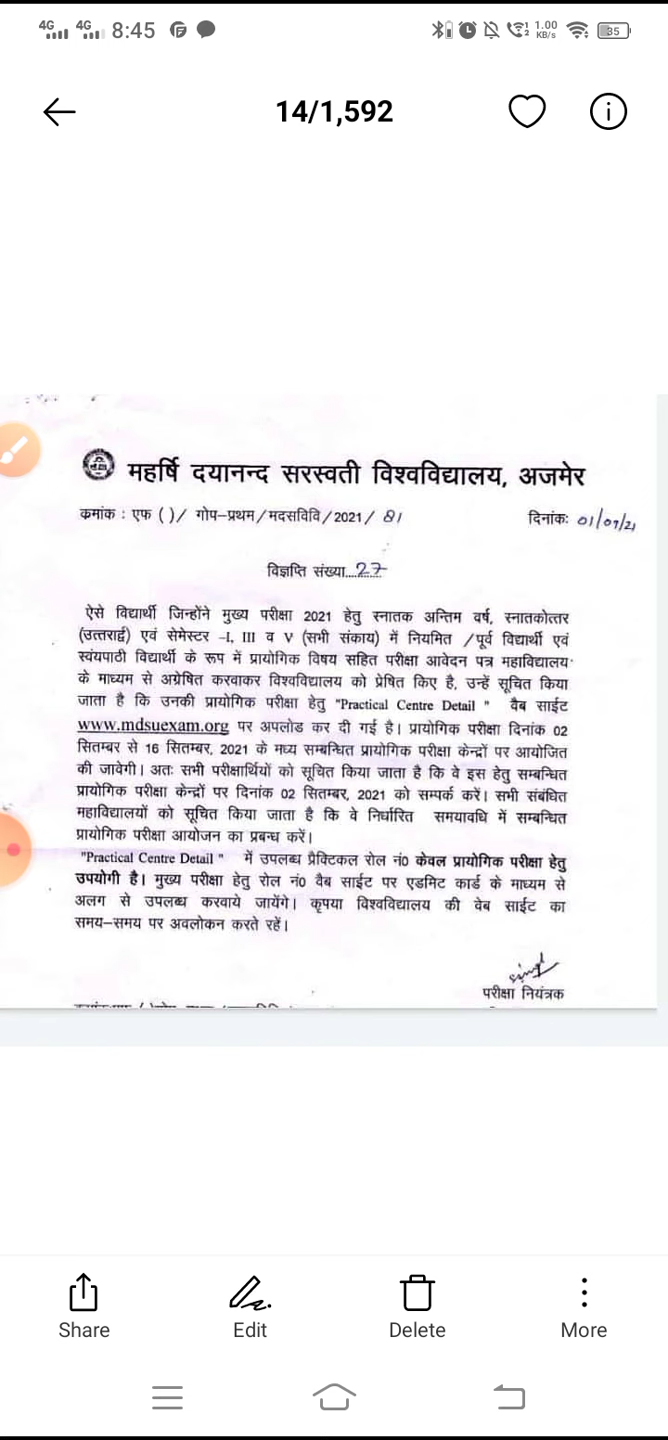 4G 4G 8:45 1.00 KB/s 35
14/1,592
महर्षि दयानन्द सरस्वती विश्वविद्यालय, अजमेर
क्रमांक : एफ ( )/ गोप-प्रथम/मदसविवि/2021/ 81 दिनांकः 01/09/21
विज्ञप्ति संख्या....27
ऐसे विद्यार्थी जिन्होंने मुख्य परीक्षा 2021 हेतु स्नातक अन्तिम वर्ष, स्नातकोत्तर
(उत्तरार्द्व) एवं सेमेस्टर -I, III व V (सभी संकाय) में नियमित /पूर्व विद्यार्थी एवं
स्वंयपाठी विद्यार्थी के रूप में प्रायोगिक विषय सहित परीक्षा आवेदन पत्र महाविद्यालय
के माध्यम से अग्रेषित करवाकर विश्वविद्यालय को प्रेषित किए है, उन्हें सूचित किया
जाता है कि उनकी प्रायोगिक परीक्षा हेतु "Practical Centre Detail " वैब साईट
www.mdsuexam.org पर अपलोड कर दी गई है। प्रायोगिक परीक्षा दिनांक 02
सितम्बर से 16 सितम्बर, 2021 के मध्य सम्बन्धित प्रायोगिक परीक्षा केन्द्रों पर आयोजित
की जावेगी। अतः सभी परीक्षार्थियों को सूचित किया जाता है कि वे इस हेतु सम्बन्धित
प्रायोगिक परीक्षा केन्द्रों पर दिनांक 02 सितम्बर, 2021 को सम्पर्क करें। सभी संबंधित
महाविद्यालयों को सूचित किया जाता है कि वे निर्धारित समयावधि में सम्बन्धित
प्रायोगिक परीक्षा आयोजन का प्रबन्ध करें।
"Practical Centre Detail " में उपलब्ध प्रैक्टिकल रोल नं0 केवल प्रायोगिक परीक्षा हेतु
उपयोगी है। मुख्य परीक्षा हेतु रोल नं0 वैब साईट पर एडमिट कार्ड के माध्यम से
अलग से उपलब्ध करवाये जायेंगे। कृपया विश्वविद्यालय की वेब साईट का
समय-समय पर अवलोकन करते रहें।
परीक्षा नियंत्रक
Share Edit Delete More